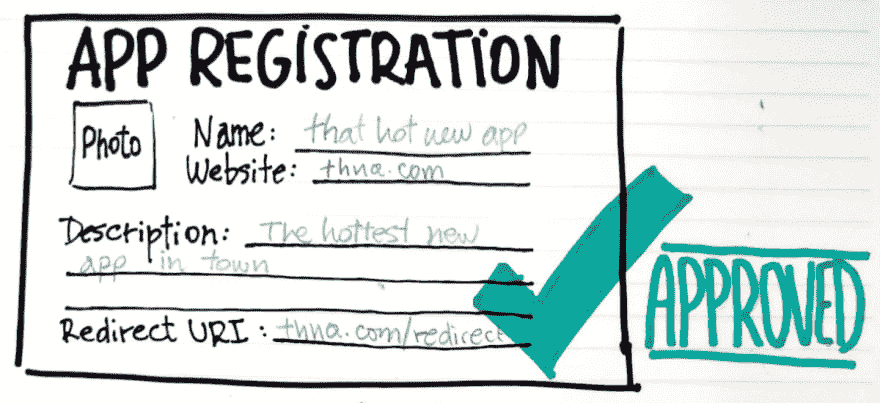 APP REGISTRATION
Photo
Name: that hot new app
Website: thna.com
Description: The hottest new
app in town
Redirect URI: thna.com/redirect
APPROVED